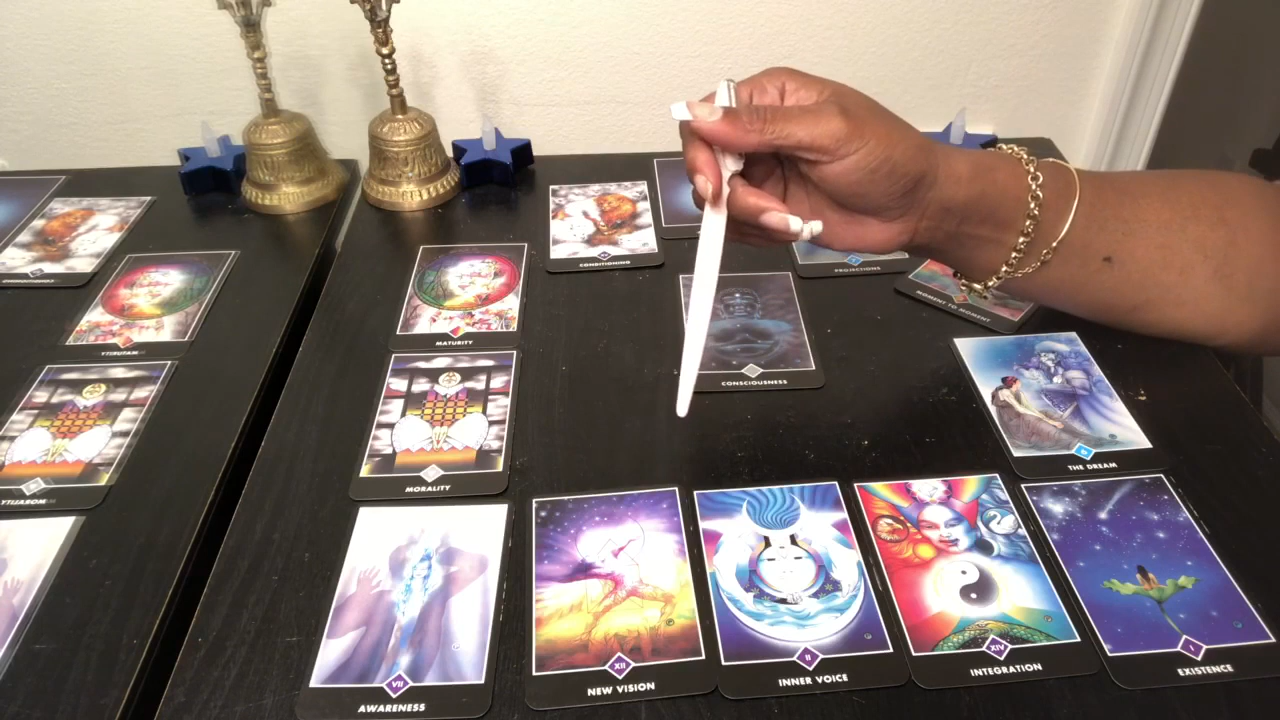 CONDITIONING
PROJECTIONS
MOMENT TO MOMENT
MATURITY
CONSCIOUSNESS
THE DREAM
MORALITY
VII
AWARENESS
XII
NEW VISION
II
INNER VOICE
XIV
INTEGRATION
I
EXISTENCE